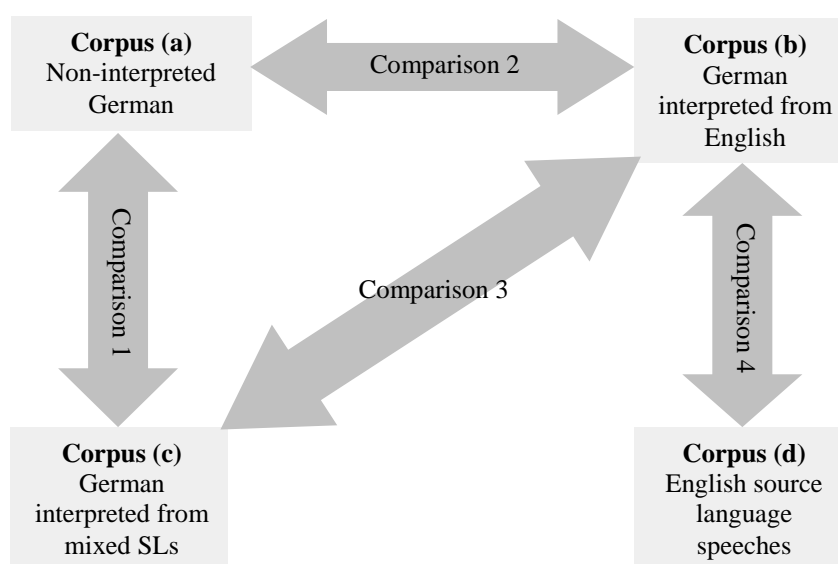 Corpus (a)
Non-interpreted
German
Comparison 2
Corpus (b)
German
interpreted from
English
Comparison 1
Comparison 3
Comparison 4
Corpus (c)
German
interpreted from
mixed SLs
Corpus (d)
English source
language
speeches